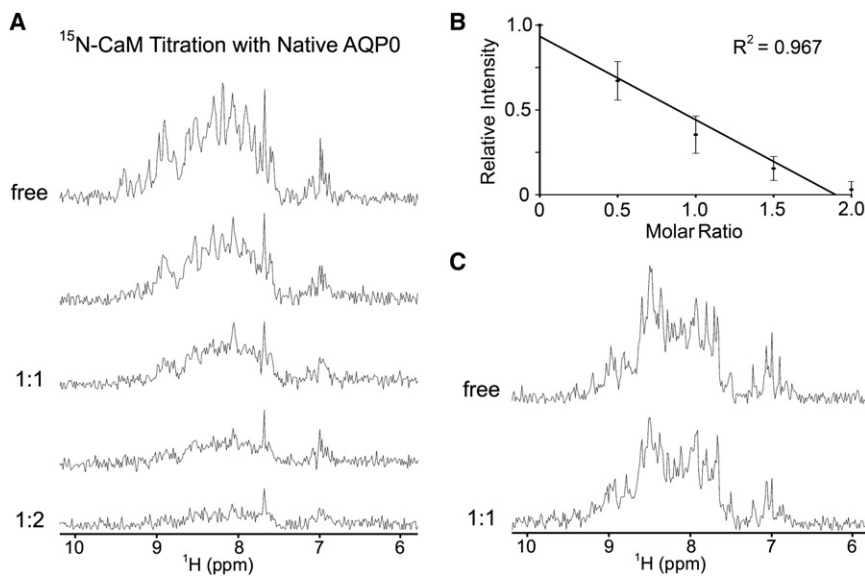 A
¹⁵N-CaM Titration with Native AQP0
free
1:1
1:2
10 9 8 7 6
¹H (ppm)
B
R² = 0.967
Relative Intensity
1.0
0.5
0
0 0.5 1.0 1.5 2.0
Molar Ratio
C
free
1:1
10 9 8 7 6
¹H (ppm)